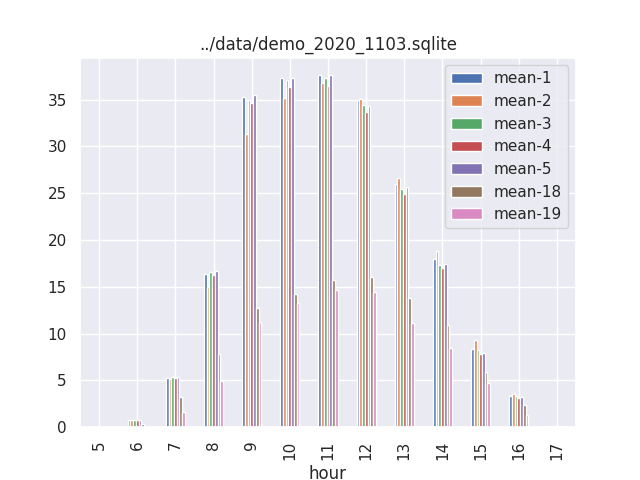 ../data/demo_2020_1103.sqlite
mean-1
mean-2
mean-3
mean-4
mean-5
mean-18
mean-19
35
30
25
20
15
10
5
0
5 6 7 8 9 10 11 12 13 14 15 16 17
hour